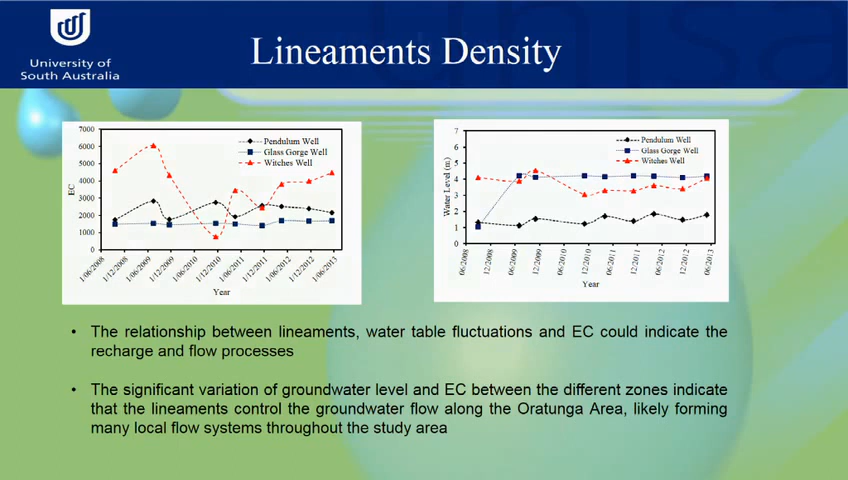 University of
South Australia
Lineaments Density
7000
6000
5000
4000
3000
2000
1000
0
EC
Pendulum Well
Glass Gorge Well
Witches Well
1/06/2008
1/12/2008
1/06/2009
1/12/2009
1/06/2010
1/12/2010
1/06/2011
1/12/2011
1/06/2012
1/12/2012
1/06/2013
Year
7
6
5
4
3
2
1
0
Water Level (m)
Pendulum Well
Glass Gorge Well
Witches Well
06/2008
12/2008
06/2009
12/2009
06/2010
12/2010
06/2011
12/2011
06/2012
12/2012
06/2013
Year
• The relationship between lineaments, water table fluctuations and EC could indicate the
recharge and flow processes
• The significant variation of groundwater level and EC between the different zones indicate
that the lineaments control the groundwater flow along the Oratunga Area, likely forming
many local flow systems throughout the study area